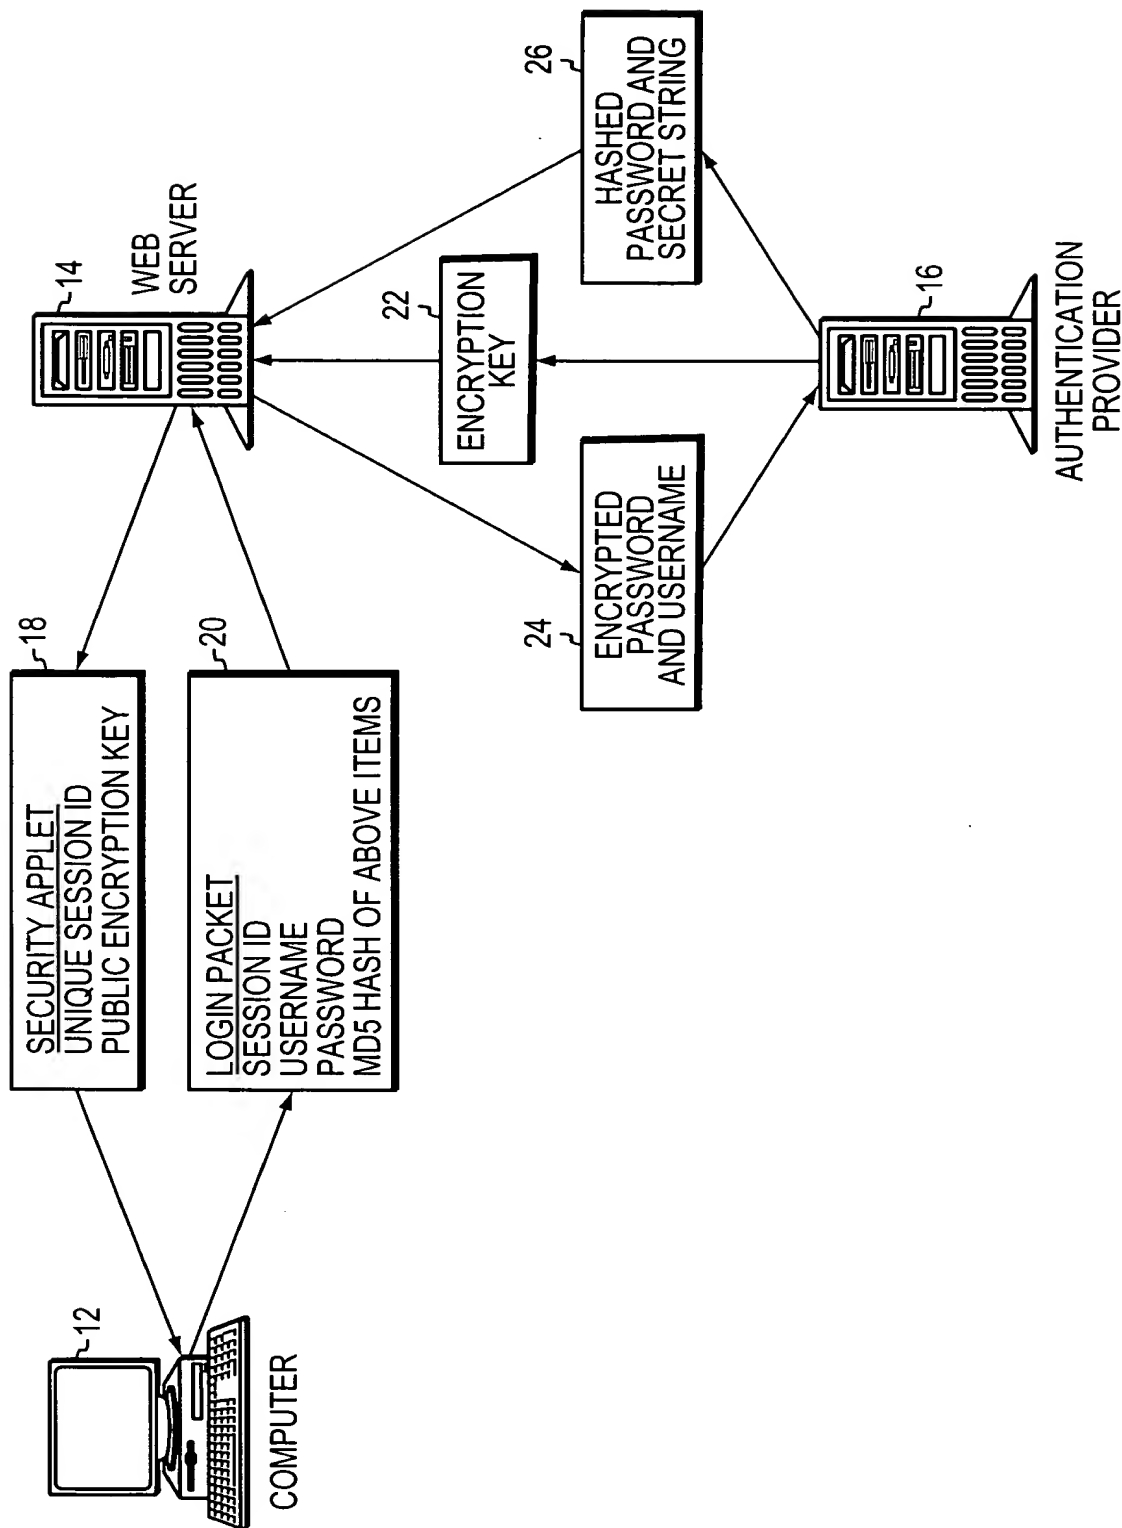 12
COMPUTER
18
SECURITY APPLET
UNIQUE SESSION ID
PUBLIC ENCRYPTION KEY
20
LOGIN PACKET
SESSION ID
USERNAME
PASSWORD
MD5 HASH OF ABOVE ITEMS
14
WEB
SERVER
24
ENCRYPTED
PASSWORD
AND USERNAME
22
ENCRYPTION
KEY
26
HASHED
PASSWORD AND
SECRET STRING
16
AUTHENTICATION
PROVIDER